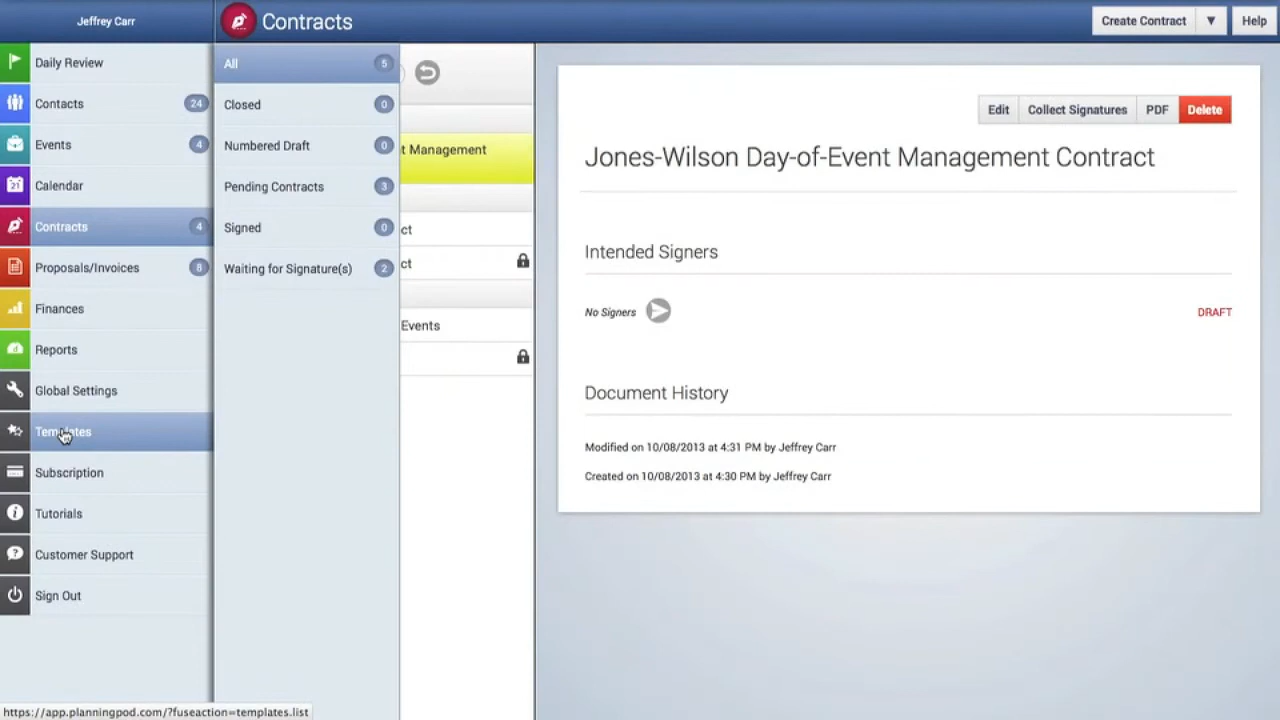 Jeffrey Carr
Contracts
Create Contract ▼
Help
Daily Review
Contacts 24
Events 4
Calendar
Contracts 4
Proposals/Invoices 8
Finances
Reports
Global Settings
Templates
Subscription
Tutorials
Customer Support
Sign Out
All 5
Closed 0
Numbered Draft 0
Pending Contracts 3
Signed 0
Waiting for Signature(s) 2
t Management
ct
ct
Events
Edit Collect Signatures PDF Delete
Jones-Wilson Day-of-Event Management Contract
Intended Signers
No Signers
DRAFT
Document History
Modified on 10/08/2013 at 4:31 PM by Jeffrey Carr
Created on 10/08/2013 at 4:30 PM by Jeffrey Carr
https://app.planningpod.com/?fuseaction=templates.list